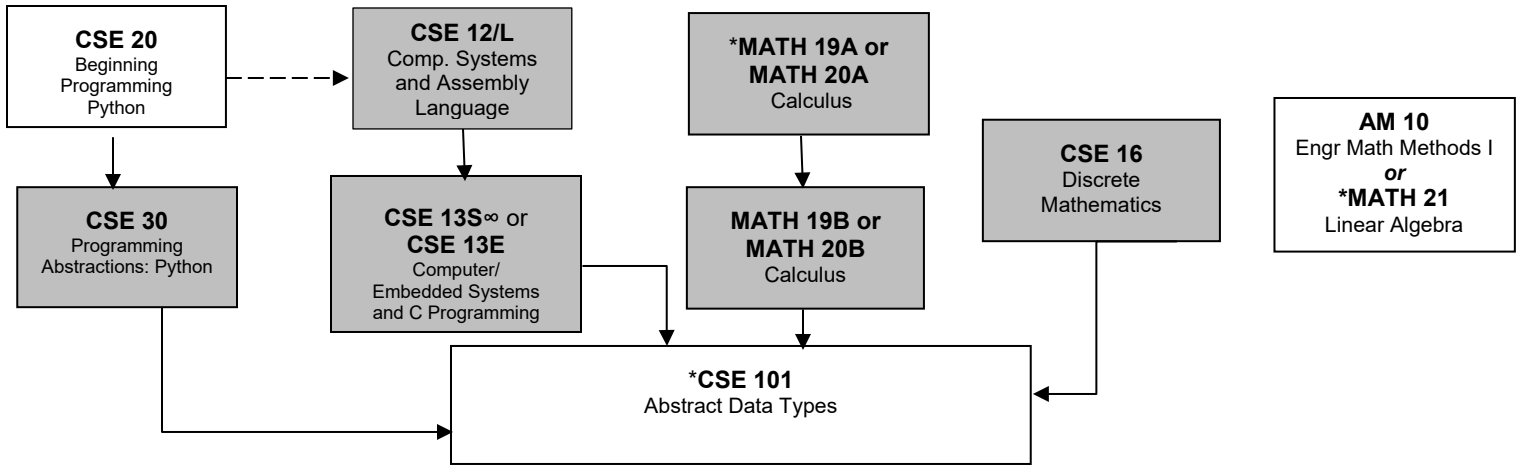 CSE 20
Beginning
Programming
Python
CSE 12/L
Comp. Systems
and Assembly
Language
*MATH 19A or
MATH 20A
Calculus
CSE 16
Discrete
Mathematics
AM 10
Engr Math Methods I
or
*MATH 21
Linear Algebra
CSE 30
Programming
Abstractions: Python
CSE 13S∞ or
CSE 13E
Computer/
Embedded Systems
and C Programming
MATH 19B or
MATH 20B
Calculus
*CSE 101
Abstract Data Types